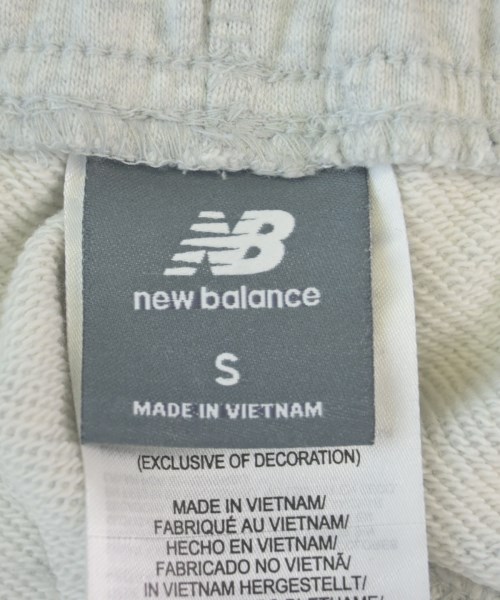 NB
new balance
S
MADE IN VIETNAM
(EXCLUSIVE OF DECORATION)
MADE IN VIETNAM/
FABRIQUÉ AU VIETNAM/
HECHO EN VIETNAM/
FABRICADO NO VIETNÃ/
IN VIETNAM HERGESTELLT/